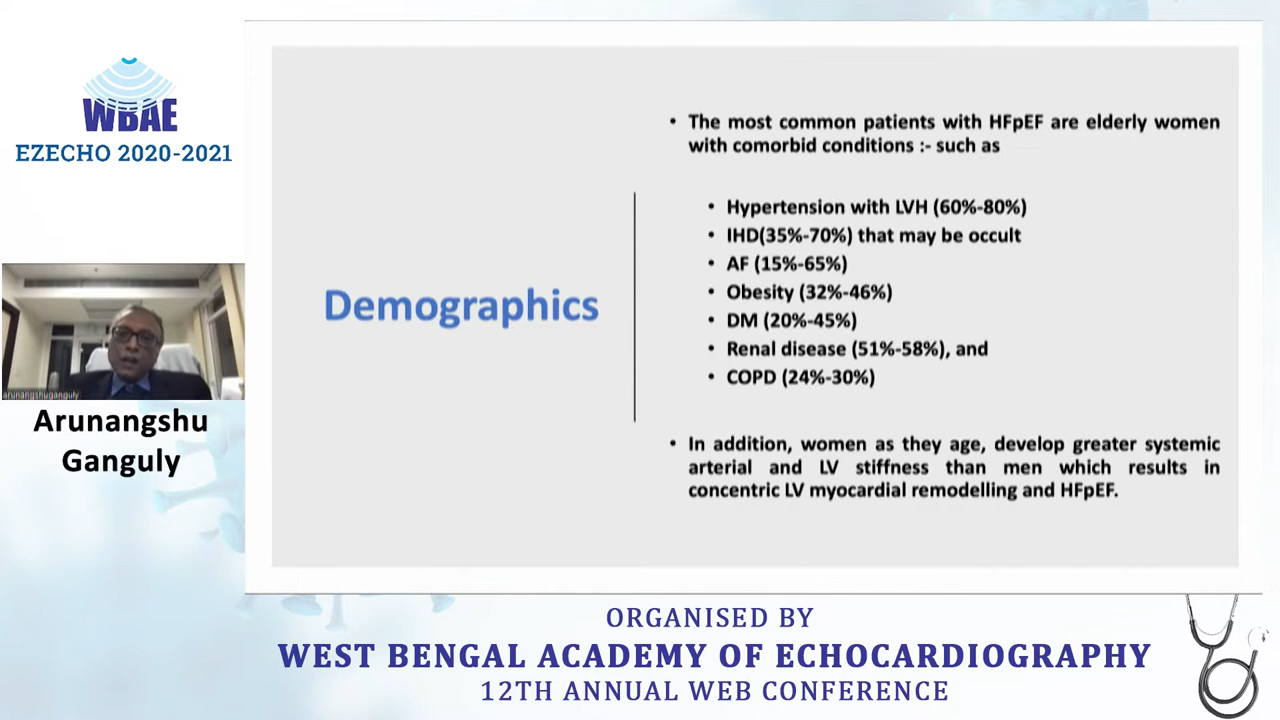 WBAE
EZECHO 2020-2021
arunangshuganguly
Arunangshu
Ganguly
Demographics
• The most common patients with HFpEF are elderly women
with comorbid conditions :- such as
• Hypertension with LVH (60%-80%)
• IHD(35%-70%) that may be occult
• AF (15%-65%)
• Obesity (32%-46%)
• DM (20%-45%)
• Renal disease (51%-58%), and
• COPD (24%-30%)
• In addition, women as they age, develop greater systemic
arterial and LV stiffness than men which results in
concentric LV myocardial remodelling and HFpEF.
ORGANISED BY
WEST BENGAL ACADEMY OF ECHOCARDIOGRAPHY
12TH ANNUAL WEB CONFERENCE